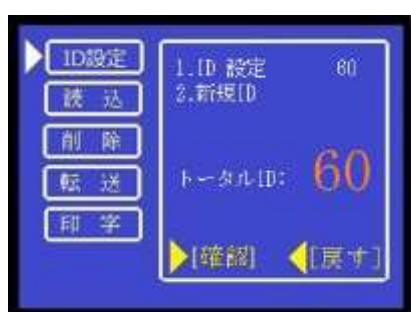 ID設定
読 込
削 除
転 送
印 字
1.ID 設定 60
2.新規ID
トータルID: 60
[確認] [戻す]